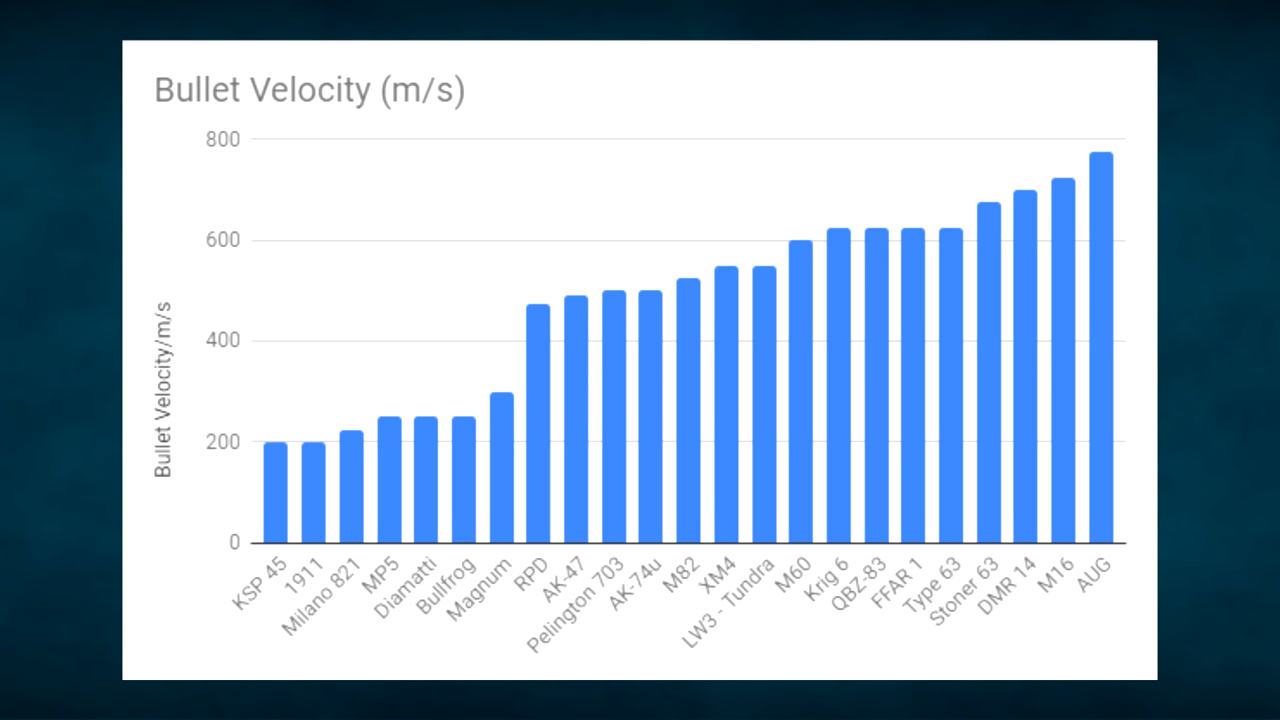 Bullet Velocity (m/s)
Bullet Velocity/m/s
800
600
400
200
0
KSP 45
1911
Milano 821
MP5
Diamatti
Bullfrog
Magnum
RPD
AK-47
Pelington 703
AK-74u
M82
XM4
LW3 - Tundra
M60
Krig 6
QBZ-83
FFAR 1
Type 63
Stoner 63
DMR 14
M16
AUG